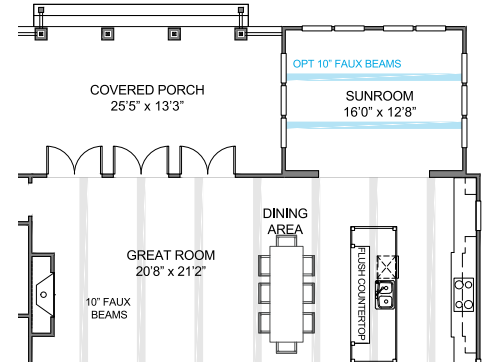 OPT 10" FAUX BEAMS
COVERED PORCH
25'5" x 13'3"
SUNROOM
16'0" x 12'8"
DINING
AREA
GREAT ROOM
20'8" x 21'2"
FLUSH COUNTERTOP
10" FAUX
BEAMS